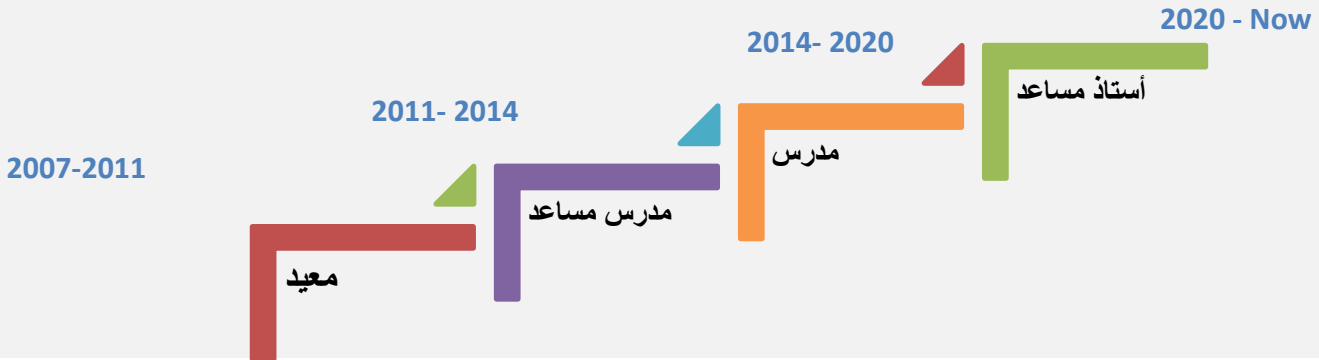 2007-2011
معيد
2011- 2014
مدرس مساعد
2014- 2020
مدرس
2020 - Now
أستاذ مساعد